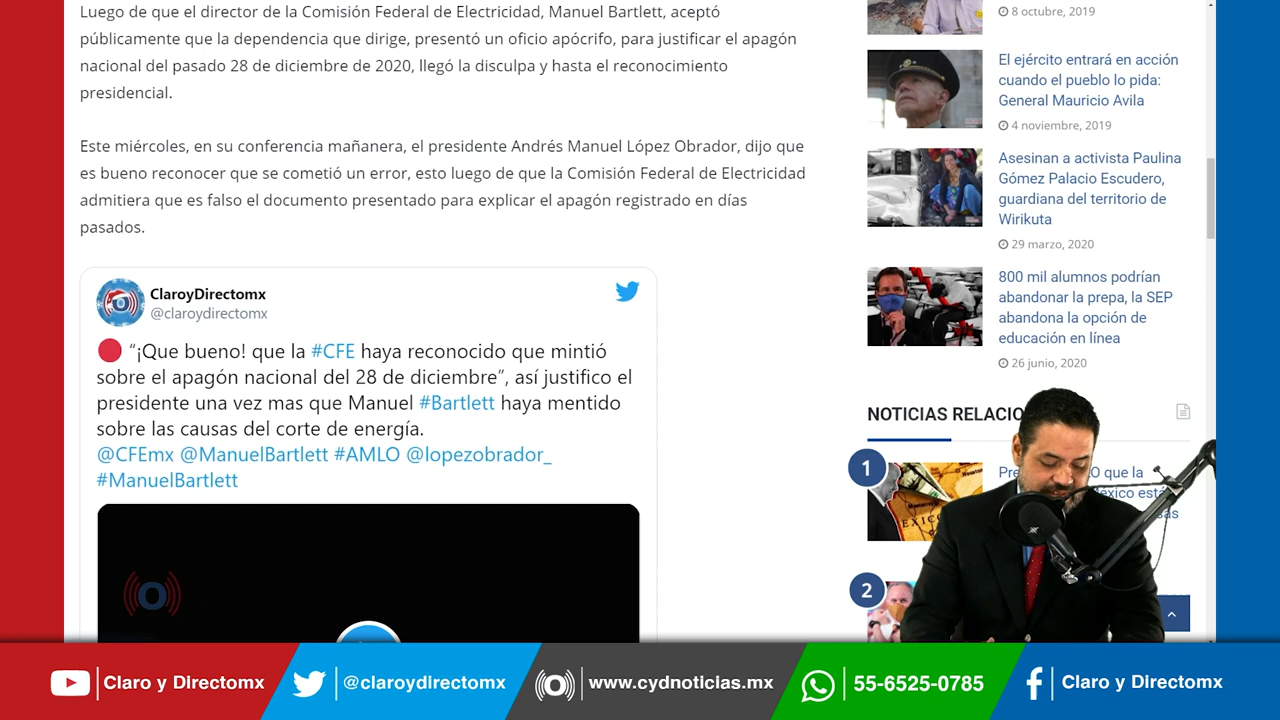 Luego de que el director de la Comisión Federal de Electricidad, Manuel Bartlett, aceptó
públicamente que la dependencia que dirige, presentó un oficio apócrifo, para justificar el apagón
nacional del pasado 28 de diciembre de 2020, llegó la disculpa y hasta el reconocimiento
presidencial.
Este miércoles, en su conferencia mañanera, el presidente Andrés Manuel López Obrador, dijo que
es bueno reconocer que se cometió un error, esto luego de que la Comisión Federal de Electricidad
admitiera que es falso el documento presentado para explicar el apagón registrado en días
pasados.
ClaroyDirectomx
@claroydirectomx
“¡Que bueno! que la #CFE haya reconocido que mintió
sobre el apagón nacional del 28 de diciembre”, así justifico el
presidente una vez mas que Manuel #Bartlett haya mentido
sobre las causas del corte de energía.
@CFEmx @ManuelBartlett #AMLO @lopezobrador_
#ManuelBartlett
8 octubre, 2019
El ejército entrará en acción
cuando el pueblo lo pida:
General Mauricio Avila
4 noviembre, 2019
Asesinan a activista Paulina
Gómez Palacio Escudero,
guardiana del territorio de
Wirikuta
29 marzo, 2020
800 mil alumnos podrían
abandonar la prepa, la SEP
abandona la opción de
educación en línea
26 junio, 2020
NOTICIAS
1
O que la
2
Claro y Directomx
@claroydirectomx
www.cydnoticias.mx
55-6525-0785
Claro y Directomx